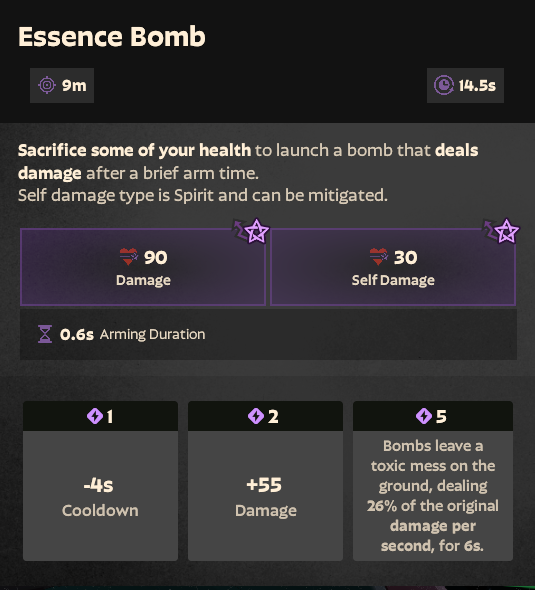 Essence Bomb
9m
14.5s
Sacrifice some of your health to launch a bomb that deals
damage after a brief arm time.
Self damage type is Spirit and can be mitigated.
90
Damage
30
Self Damage
0.6s Arming Duration
1
-4s
Cooldown
2
+55
Damage
5
Bombs leave a
toxic mess on the
ground, dealing
26% of the original
damage per
second, for 6s.